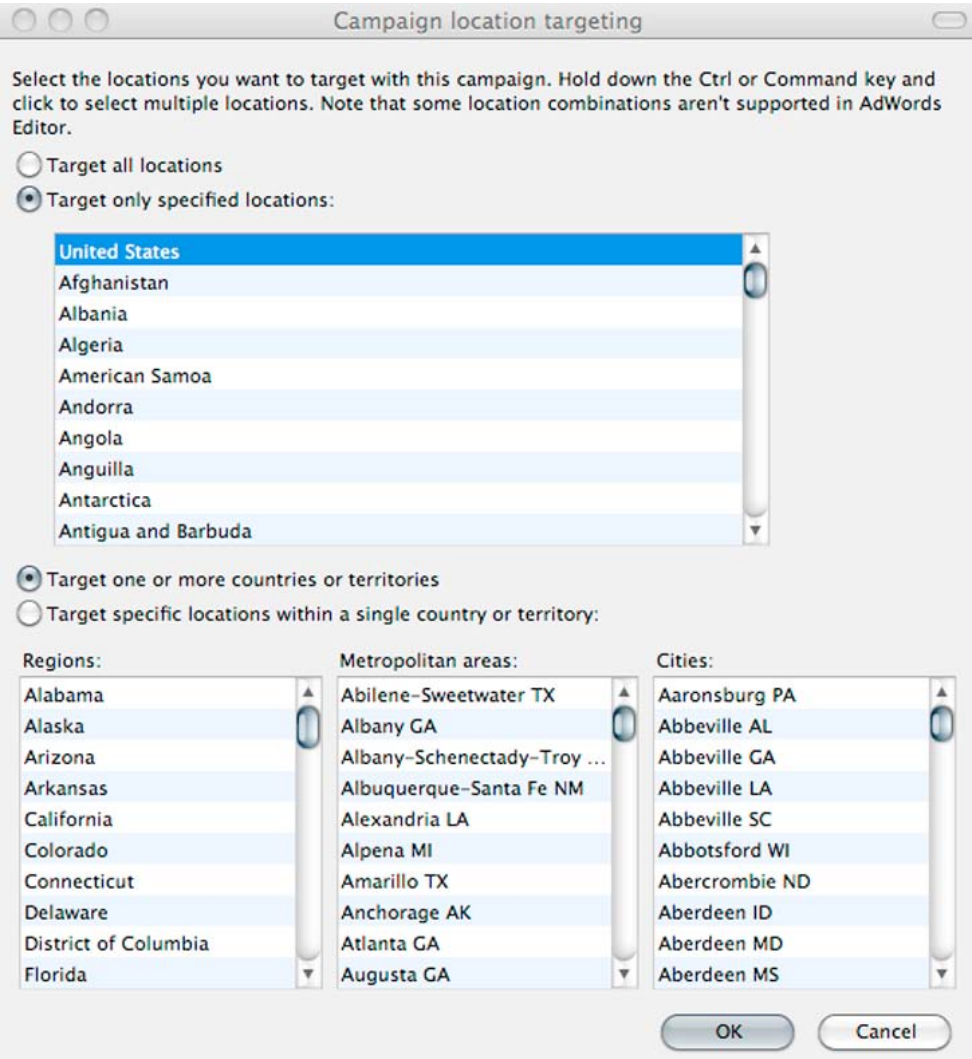 Campaign location targeting
Select the locations you want to target with this campaign. Hold down the Ctrl or Command key and
click to select multiple locations. Note that some location combinations aren't supported in AdWords
Editor.
Target all locations
Target only specified locations:
United States
Afghanistan
Albania
Algeria
American Samoa
Andorra
Angola
Anguilla
Antarctica
Antigua and Barbuda
Target one or more countries or territories
Target specific locations within a single country or territory:
Regions:
Alabama
Alaska
Arizona
Arkansas
California
Colorado
Connecticut
Delaware
District of Columbia
Florida
Metropolitan areas:
Abilene-Sweetwater TX
Albany GA
Albany-Schenectady-Troy ...
Albuquerque-Santa Fe NM
Alexandria LA
Alpena MI
Amarillo TX
Anchorage AK
Atlanta GA
Augusta GA
Cities:
Aaronsburg PA
Abbeville AL
Abbeville GA
Abbeville LA
Abbeville SC
Abbotsford WI
Abercrombie ND
Aberdeen ID
Aberdeen MD
Aberdeen MS
OK
Cancel